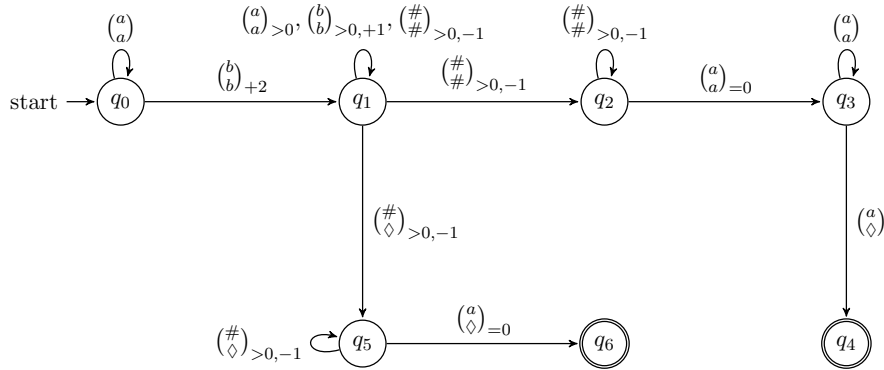 (a a) (a a)>0, (b b)>0,+1, (# #)>0,−1 (# #)>0,−1 (a a)
start q0 (b b)+2 q1 (# #)>0,−1 q2 (a a)=0 q3
(# ◊)>0,−1 (a ◊)
(# ◊)>0,−1 q5 (a ◊)=0 q6 q4